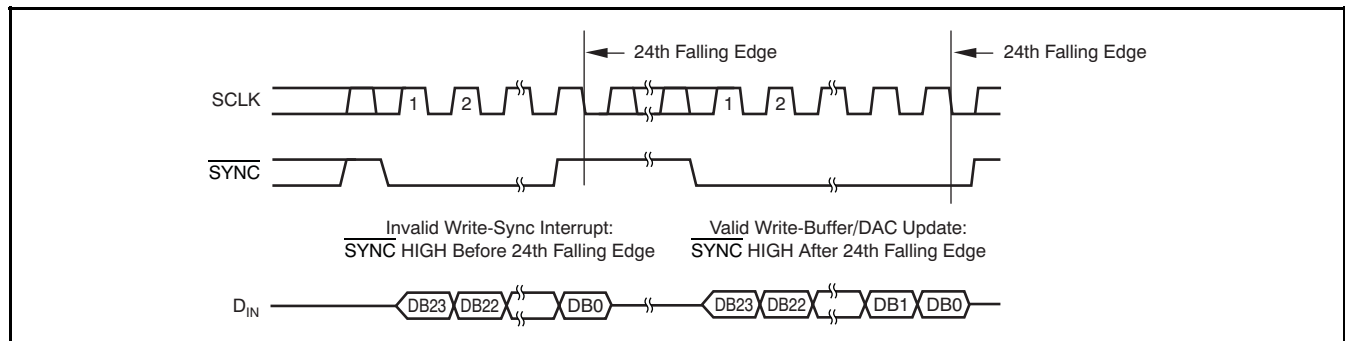 24th Falling Edge
24th Falling Edge
SCLK
1
2
1
2
SYNC
Invalid Write-Sync Interrupt:
SYNC HIGH Before 24th Falling Edge
Valid Write-Buffer/DAC Update:
SYNC HIGH After 24th Falling Edge
DIN
DB23
DB22
DB0
DB23
DB22
DB1
DB0